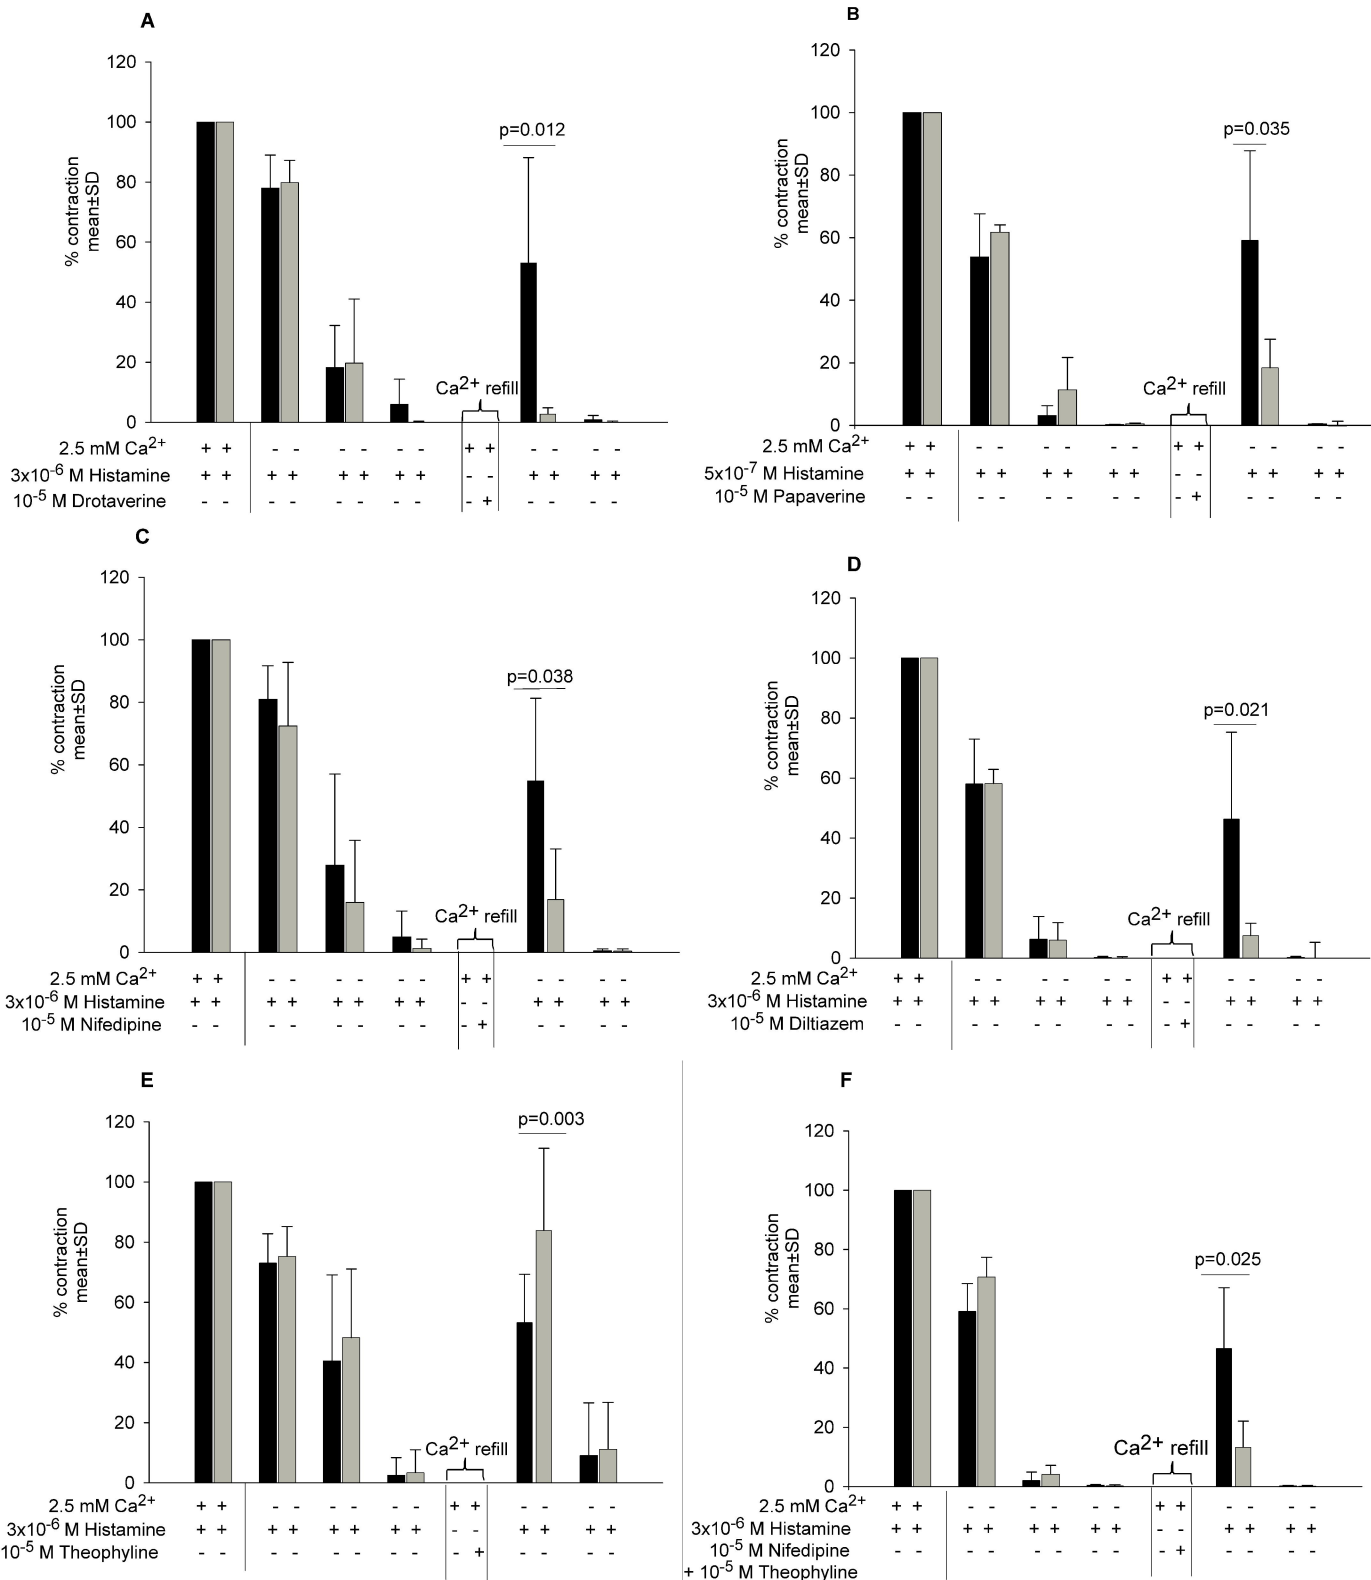 A
% contraction
mean±SD
120
100
80
60
40
20
0
p=0.012
Ca2+ refill
2.5 mM Ca2+ + + - - - - - - + + - - - -
3x10-6 M Histamine + + + + + + + + - - + + + +
10-5 M Drotaverine - - - - - - - - - + - - - -
B
% contraction
mean±SD
120
100
80
60
40
20
0
p=0.035
Ca2+ refill
2.5 mM Ca2+ + + - - - - - - + + - - - -
5x10-7 M Histamine + + + + + + + + - - + + + +
10-5 M Papaverine - - - - - - - - - + - - - -
C
% contraction
mean±SD
120
100
80
60
40
20
0
p=0.038
Ca2+ refill
2.5 mM Ca2+ + + - - - - - - + + - - - -
3x10-6 M Histamine + + + + + + + + - - + + + +
10-5 M Nifedipine - - - - - - - - - + - - - -
D
% contraction
mean±SD
120
100
80
60
40
20
0
p=0.021
Ca2+ refill
2.5 mM Ca2+ + + - - - - - - + + - - - -
3x10-6 M Histamine + + + + + + + + - - + + + +
10-5 M Diltiazem - - - - - - - - - + - - - -
E
% contraction
mean±SD
120
100
80
60
40
20
0
p=0.003
Ca2+ refill
2.5 mM Ca2+ + + - - - - - - + + - - - -
3x10-6 M Histamine + + + + + + + + - - + + + +
10-5 M Theophyline - - - - - - - - - + - - - -
F
% contraction
mean±SD
120
100
80
60
40
20
0
p=0.025
Ca2+ refill
2.5 mM Ca2+ + + - - - - - - + + - - - -
3x10-6 M Histamine + + + + + + + + - - + + + +
10-5 M Nifedipine - - - - - - - - - + - - - -
+ 10-5 M Theophyline